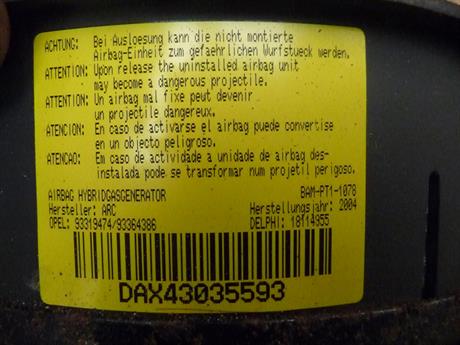 ACHTUNG: Bei Ausloesung kann die nicht montierte
Airbag-Einheit zum gefaehrlichen Wurfstueck werden.
ATTENTION: Upon release the uninstalled airbag unit
may become a dangerous projectile.
ATTENTION: Un airbag mal fixe peut devenir
un projectile dangereux.
ATENCION: En caso de activarse el airbag puede convertise
en un objecto peligroso.
ATENCAO: Em caso de actividade a unidade de airbag des-
instalada pode se transformar num projetil perigoso.
AIRBAG HYBRIDGASGENERATOR BAM-PT1-1078
Hersteller: ARC Herstellungsjahr: 2004
OPEL: 93319474/93364386 DELPHI: 18114955
DAX43035593